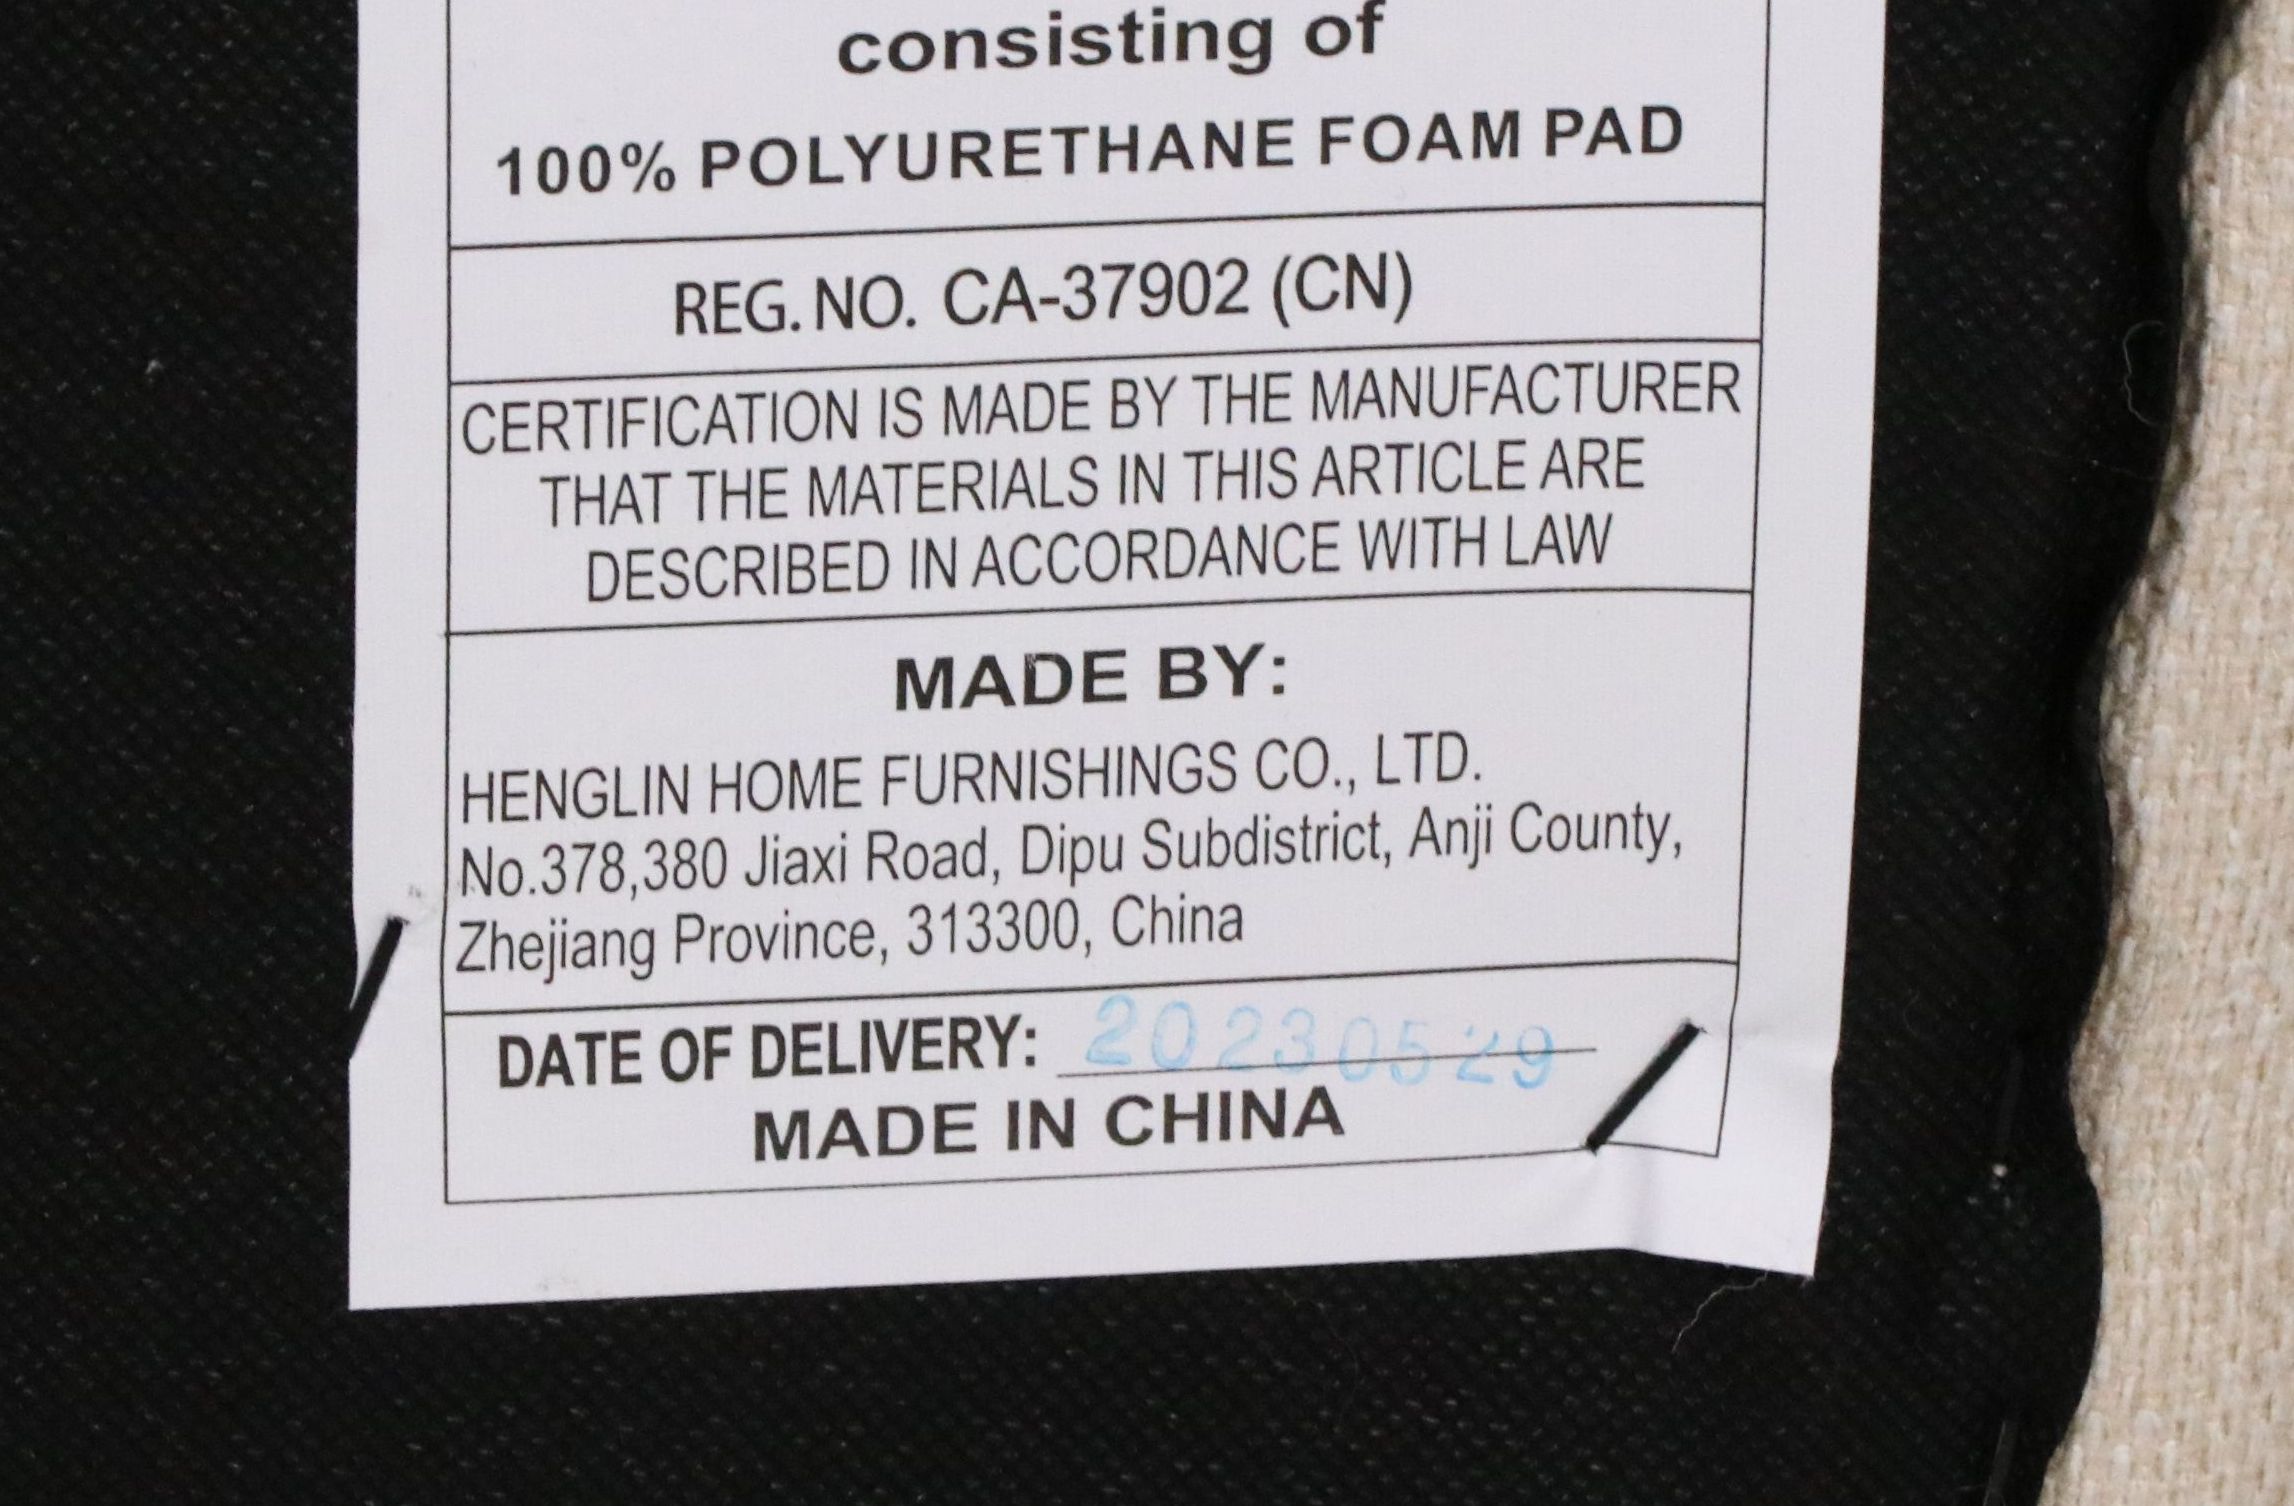 consisting of
100% POLYURETHANE FOAM PAD
REG. NO. CA-37902 (CN)
CERTIFICATION IS MADE BY THE MANUFACTURER
THAT THE MATERIALS IN THIS ARTICLE ARE
DESCRIBED IN ACCORDANCE WITH LAW
MADE BY:
HENGLIN HOME FURNISHINGS CO., LTD.
No.378,380 Jiaxi Road, Dipu Subdistrict, Anji County,
Zhejiang Province, 313300, China
DATE OF DELIVERY: 20230529
MADE IN CHINA